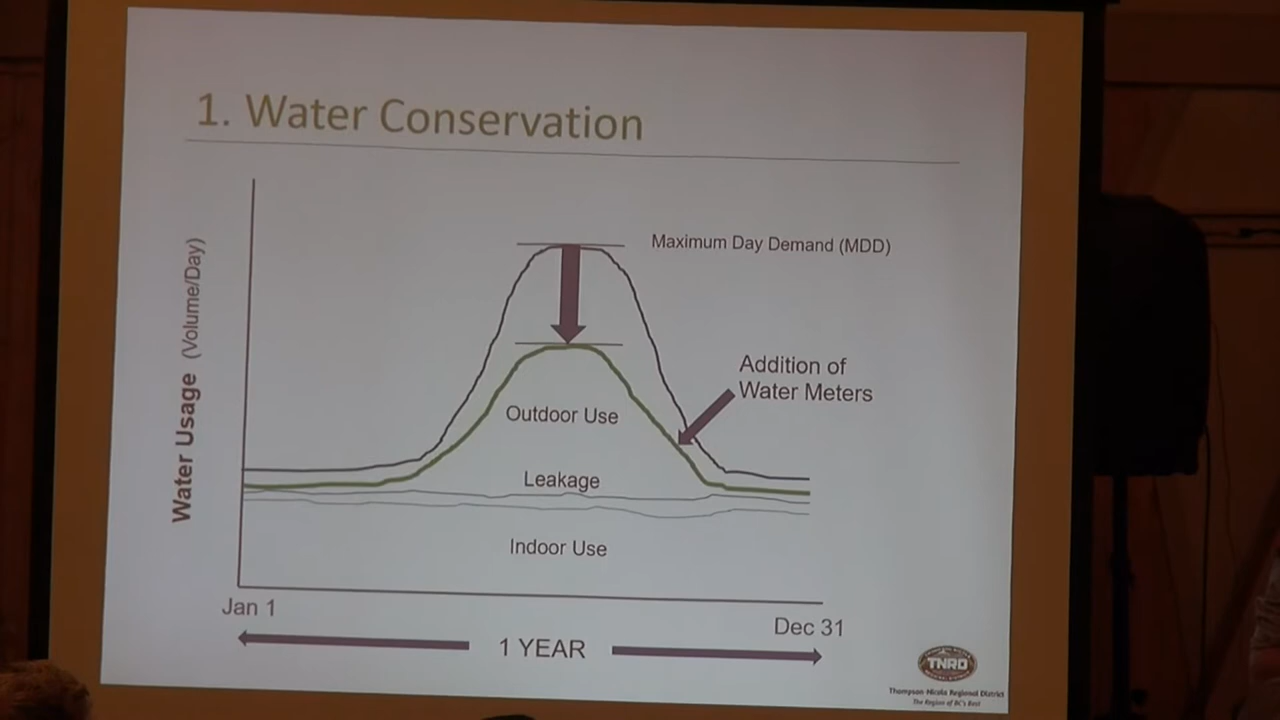 1. Water Conservation
Maximum Day Demand (MDD)
Water Usage (Volume/Day)
Addition of
Water Meters
Outdoor Use
Leakage
Indoor Use
Jan 1
Dec 31
1 YEAR
TNRD
Thompson-Nicola Regional District
The Region of BC's Best